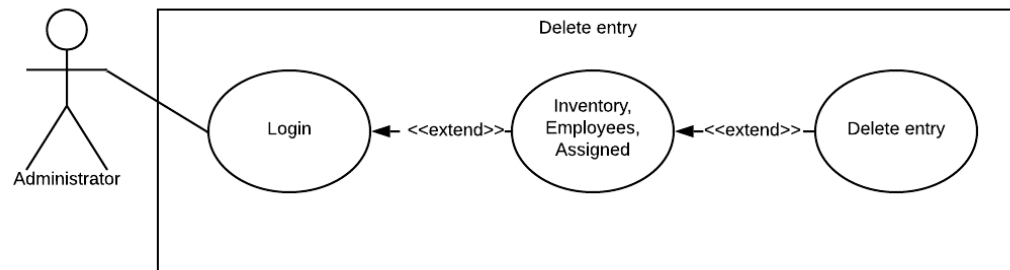 Delete entry
Login
<<extend>>
Inventory,
Employees,
Assigned
<<extend>>
Delete entry
Administrator